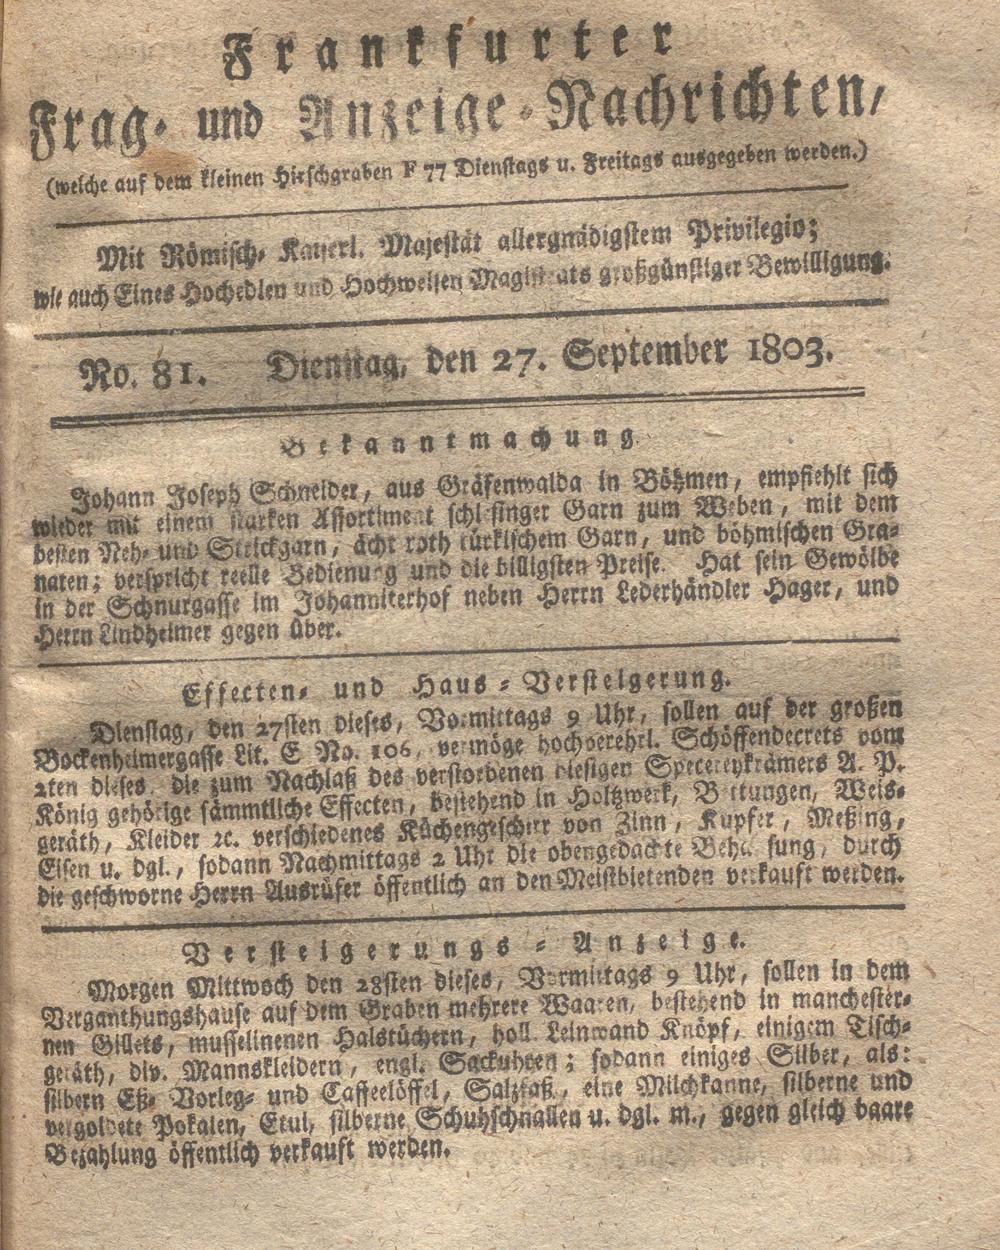 Frankfurter
Frag- und Anzeige-Nachrichten,
(welche auf dem kleinen Hirschgraben F 77 Dienstags u. Freitags ausgegeben werden.)
Mit Römisch- Kayserl. Majestät allergnädigstem Privilegio;
wie auch Eines Hochedlen und Hochweisen Magistrats großgünstiger Bewilligung.
No. 81. Dienstag, den 27. September 1803.
Bekanntmachung.
Johann Joseph Schneider, aus Gräfenwalda in Böhmen, empfiehlt sich
wieder mit einem starken Assortiment schlesinger Garn zum Weben, mit dem
besten Neh- und Strickgarn, ächt roth türkischem Garn, und böhmischen Gra-
naten; verspricht reelle Bedienung und die billigsten Preise. Hat sein Gewölbe
in der Schnurgasse im Johanniterhof neben Herrn Lederhändler Hager, und
Herrn Lindheimer gegen über.
Effecten- und Haus-Versteigerung.
Dienstag, den 27sten dieses, Vormittags 9 Uhr, sollen auf der großen
Bockenheimergasse Lit. E No. 106, vermöge hochverehrl. Schöffendecrets vom
2ten dieses, die zum Nachlaß des verstorbenen hiesigen Specereykrämers A. P.
König gehörige sämmtliche Effecten, bestehend in Holtzwerk, Bettungen, Weis-
geräth, Kleider ꝛc. verschiedenes Küchengeschirr von Zinn, Kupfer, Meßing,
Eisen u. dgl., sodann Nachmittags 2 Uhr die obengedachte Behausung, durch
die geschworne Herrn Ausrüfer öffentlich an den Meistbietenden verkauft werden.
Versteigerungs-Anzeige.
Morgen Mittwoch den 28sten dieses, Vormittags 9 Uhr, sollen in dem
Verganthungshause auf dem Graben mehrere Waaren, bestehend in manchester-
nen Gillets, musselinenen Halstüchern, holl. Leinwand Knöpf, einigem Tisch-
geräth, div. Mannskleidern, engl. Sackuhren; sodann einiges Silber, als:
silbern Eß- Vorleg- und Caffeelöffel, Salzfaß, eine Milchkanne, silberne und
vergoldete Pokalen, Etui, silberne Schuhschnallen u. dgl. m., gegen gleich baare
Bezahlung öffentlich verkauft werden.